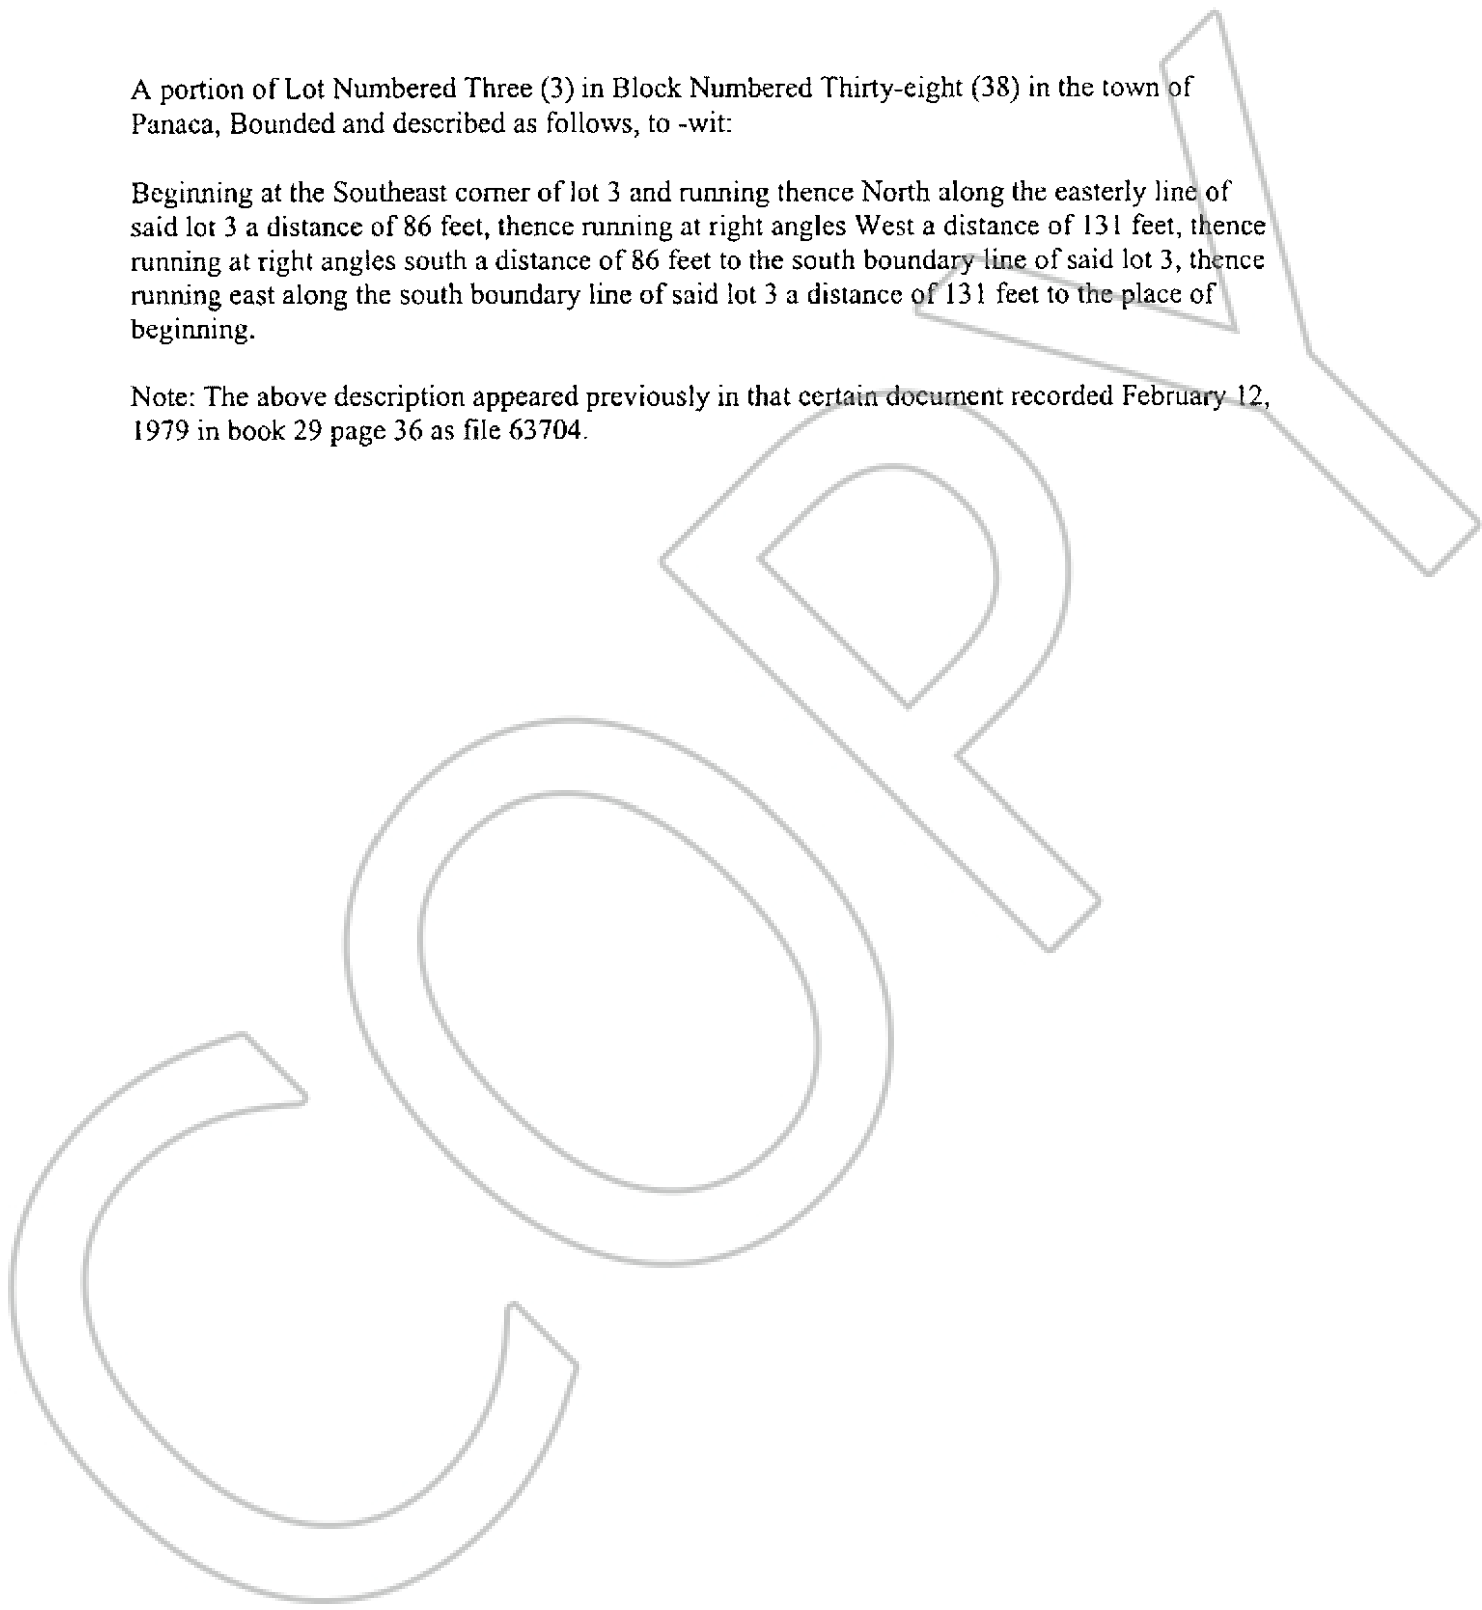 A portion of Lot Numbered Three (3) in Block Numbered Thirty-eight (38) in the town of
Panaca, Bounded and described as follows, to -wit:
Beginning at the Southeast corner of lot 3 and running thence North along the easterly line of
said lot 3 a distance of 86 feet, thence running at right angles West a distance of 131 feet, thence
running at right angles south a distance of 86 feet to the south boundary line of said lot 3, thence
running east along the south boundary line of said lot 3 a distance of 131 feet to the place of
beginning.
Note: The above description appeared previously in that certain document recorded February 12,
1979 in book 29 page 36 as file 63704.
COPY